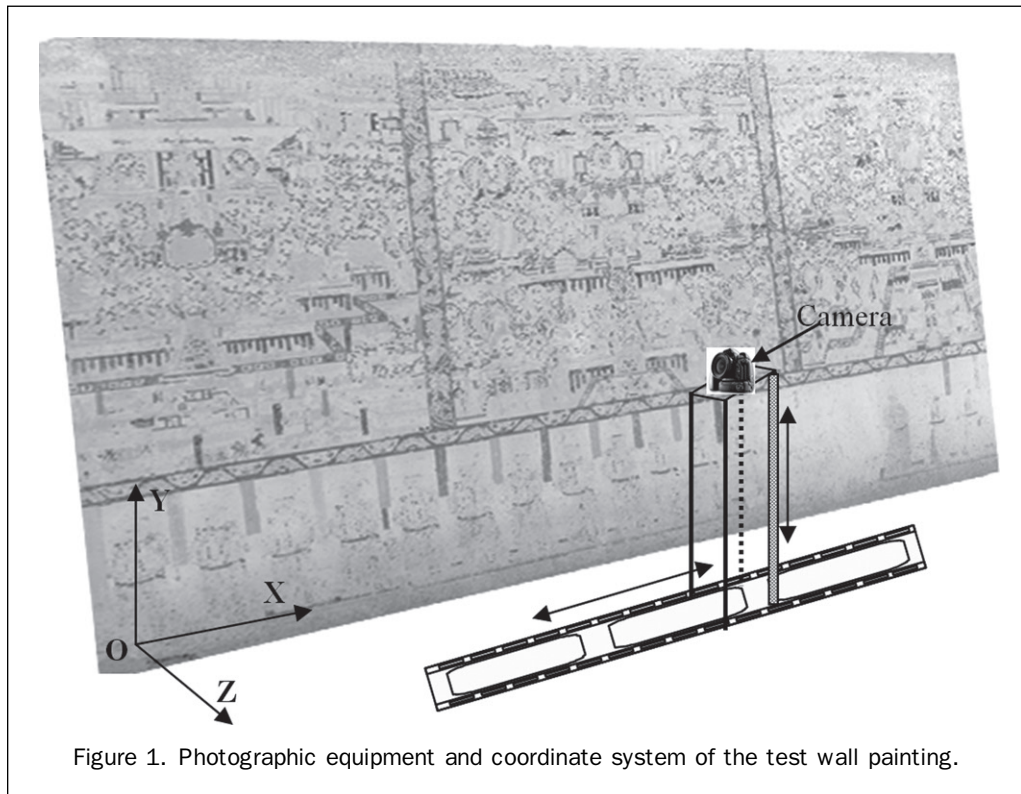 Camera
Y
X
O
Z
Figure 1. Photographic equipment and coordinate system of the test wall painting.